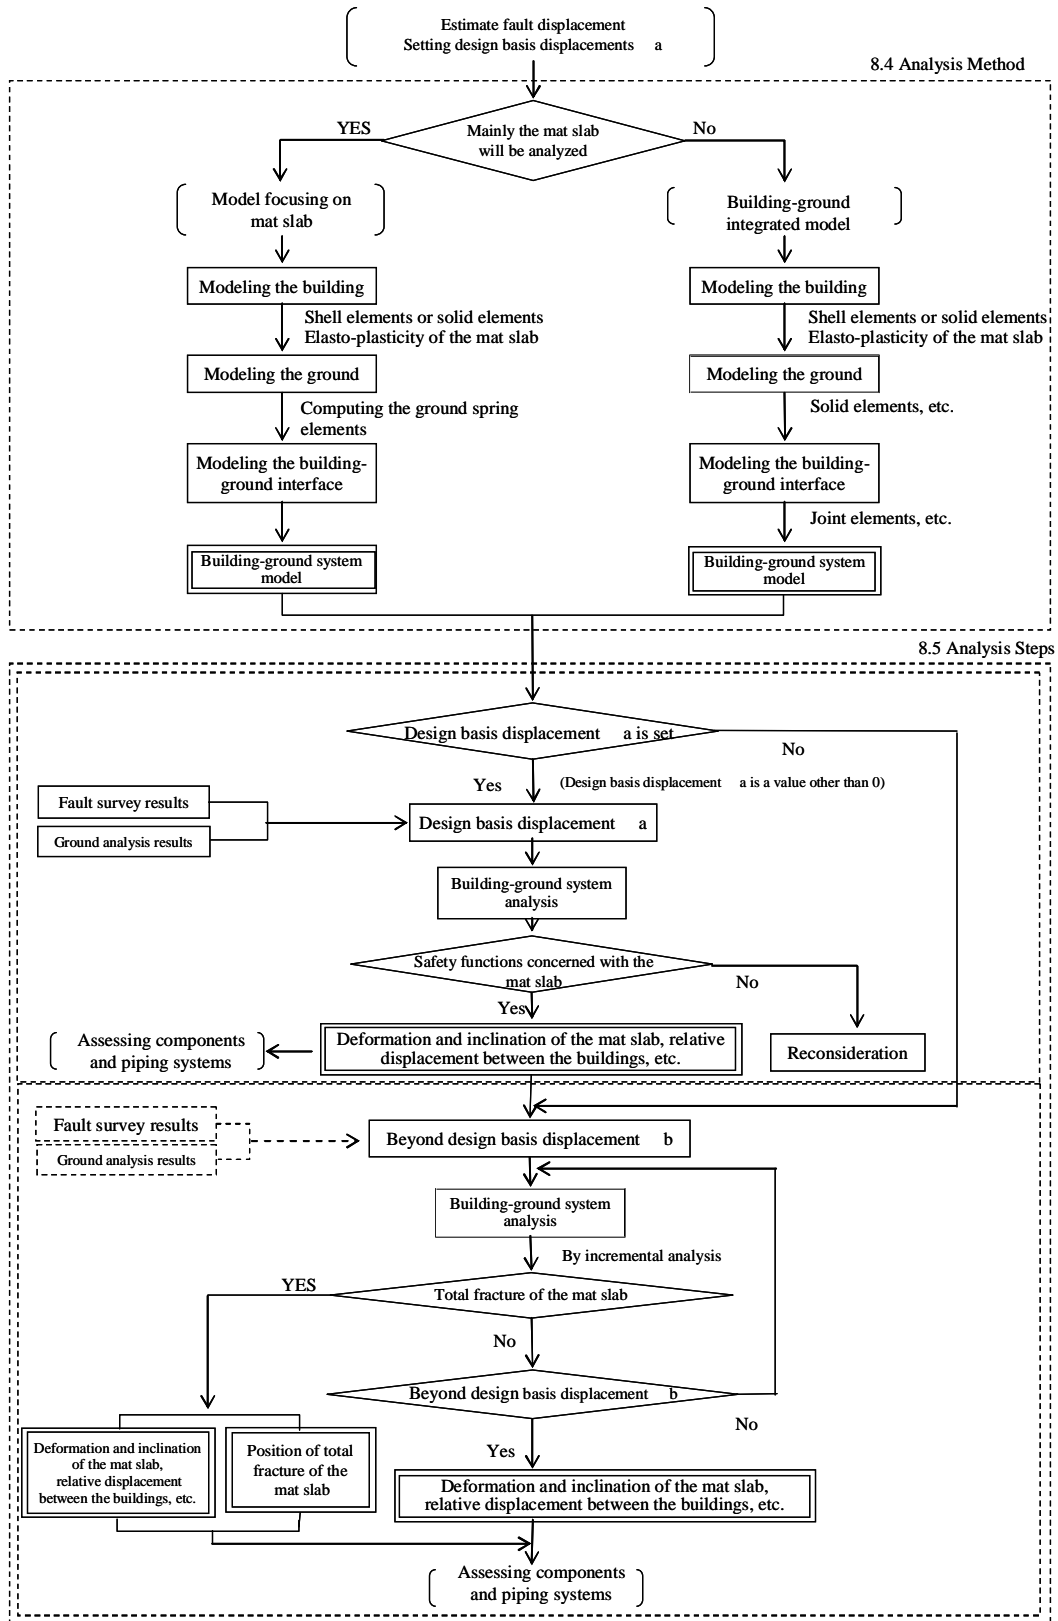 Estimate fault displacement
Setting design basis displacements a
8.4 Analysis Method
Mainly the mat slab
will be analyzed
YES
No
Model focusing on
mat slab
Modeling the building
Shell elements or solid elements
Elasto-plasticity of the mat slab
Modeling the ground
Computing the ground spring
elements
Modeling the building-
ground interface
Building-ground system
model
Building-ground
integrated model
Modeling the building
Shell elements or solid elements
Elasto-plasticity of the mat slab
Modeling the ground
Solid elements, etc.
Modeling the building-
ground interface
Joint elements, etc.
Building-ground system
model
8.5 Analysis Steps
Design basis displacement a is set
No
Yes
(Design basis displacement a is a value other than 0)
Fault survey results
Ground analysis results
Design basis displacement a
Building-ground system
analysis
Safety functions concerned with the
mat slab
No
Yes
Assessing components
and piping systems
Deformation and inclination of the mat slab, relative
displacement between the buildings, etc.
Reconsideration
Fault survey results
Ground analysis results
Beyond design basis displacement b
Building-ground system
analysis
By incremental analysis
YES
Total fracture of the mat slab
No
Beyond design basis displacement b
No
Yes
Deformation and inclination
of the mat slab,
relative displacement
between the buildings, etc.
Position of total
fracture of the
mat slab
Deformation and inclination of the mat slab,
relative displacement between the buildings, etc.
Assessing components
and piping systems